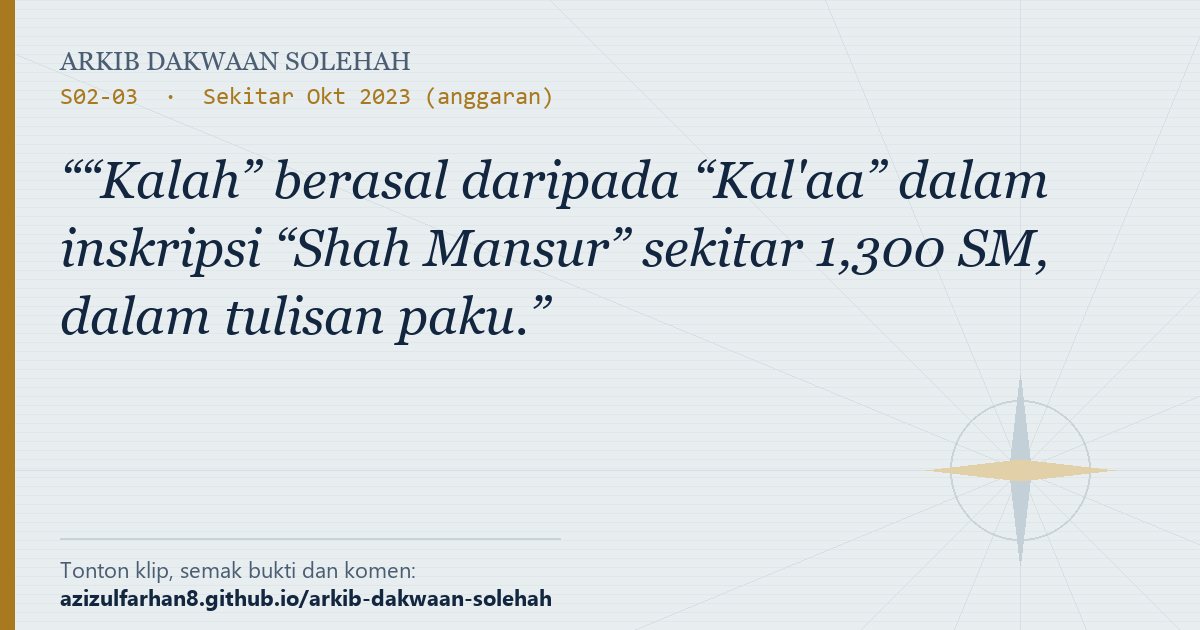 ARKIB DAKWAAN SOLEHAH
S02-03 · Sekitar Okt 2023 (anggaran)
““Kalah” berasal daripada “Kal'aa” dalam
inskripsi “Shah Mansur” sekitar 1,300 SM,
dalam tulisan paku.”
Tonton klip, semak bukti dan komen:
azizulfarhan8.github.io/arkib-dakwaan-solehah